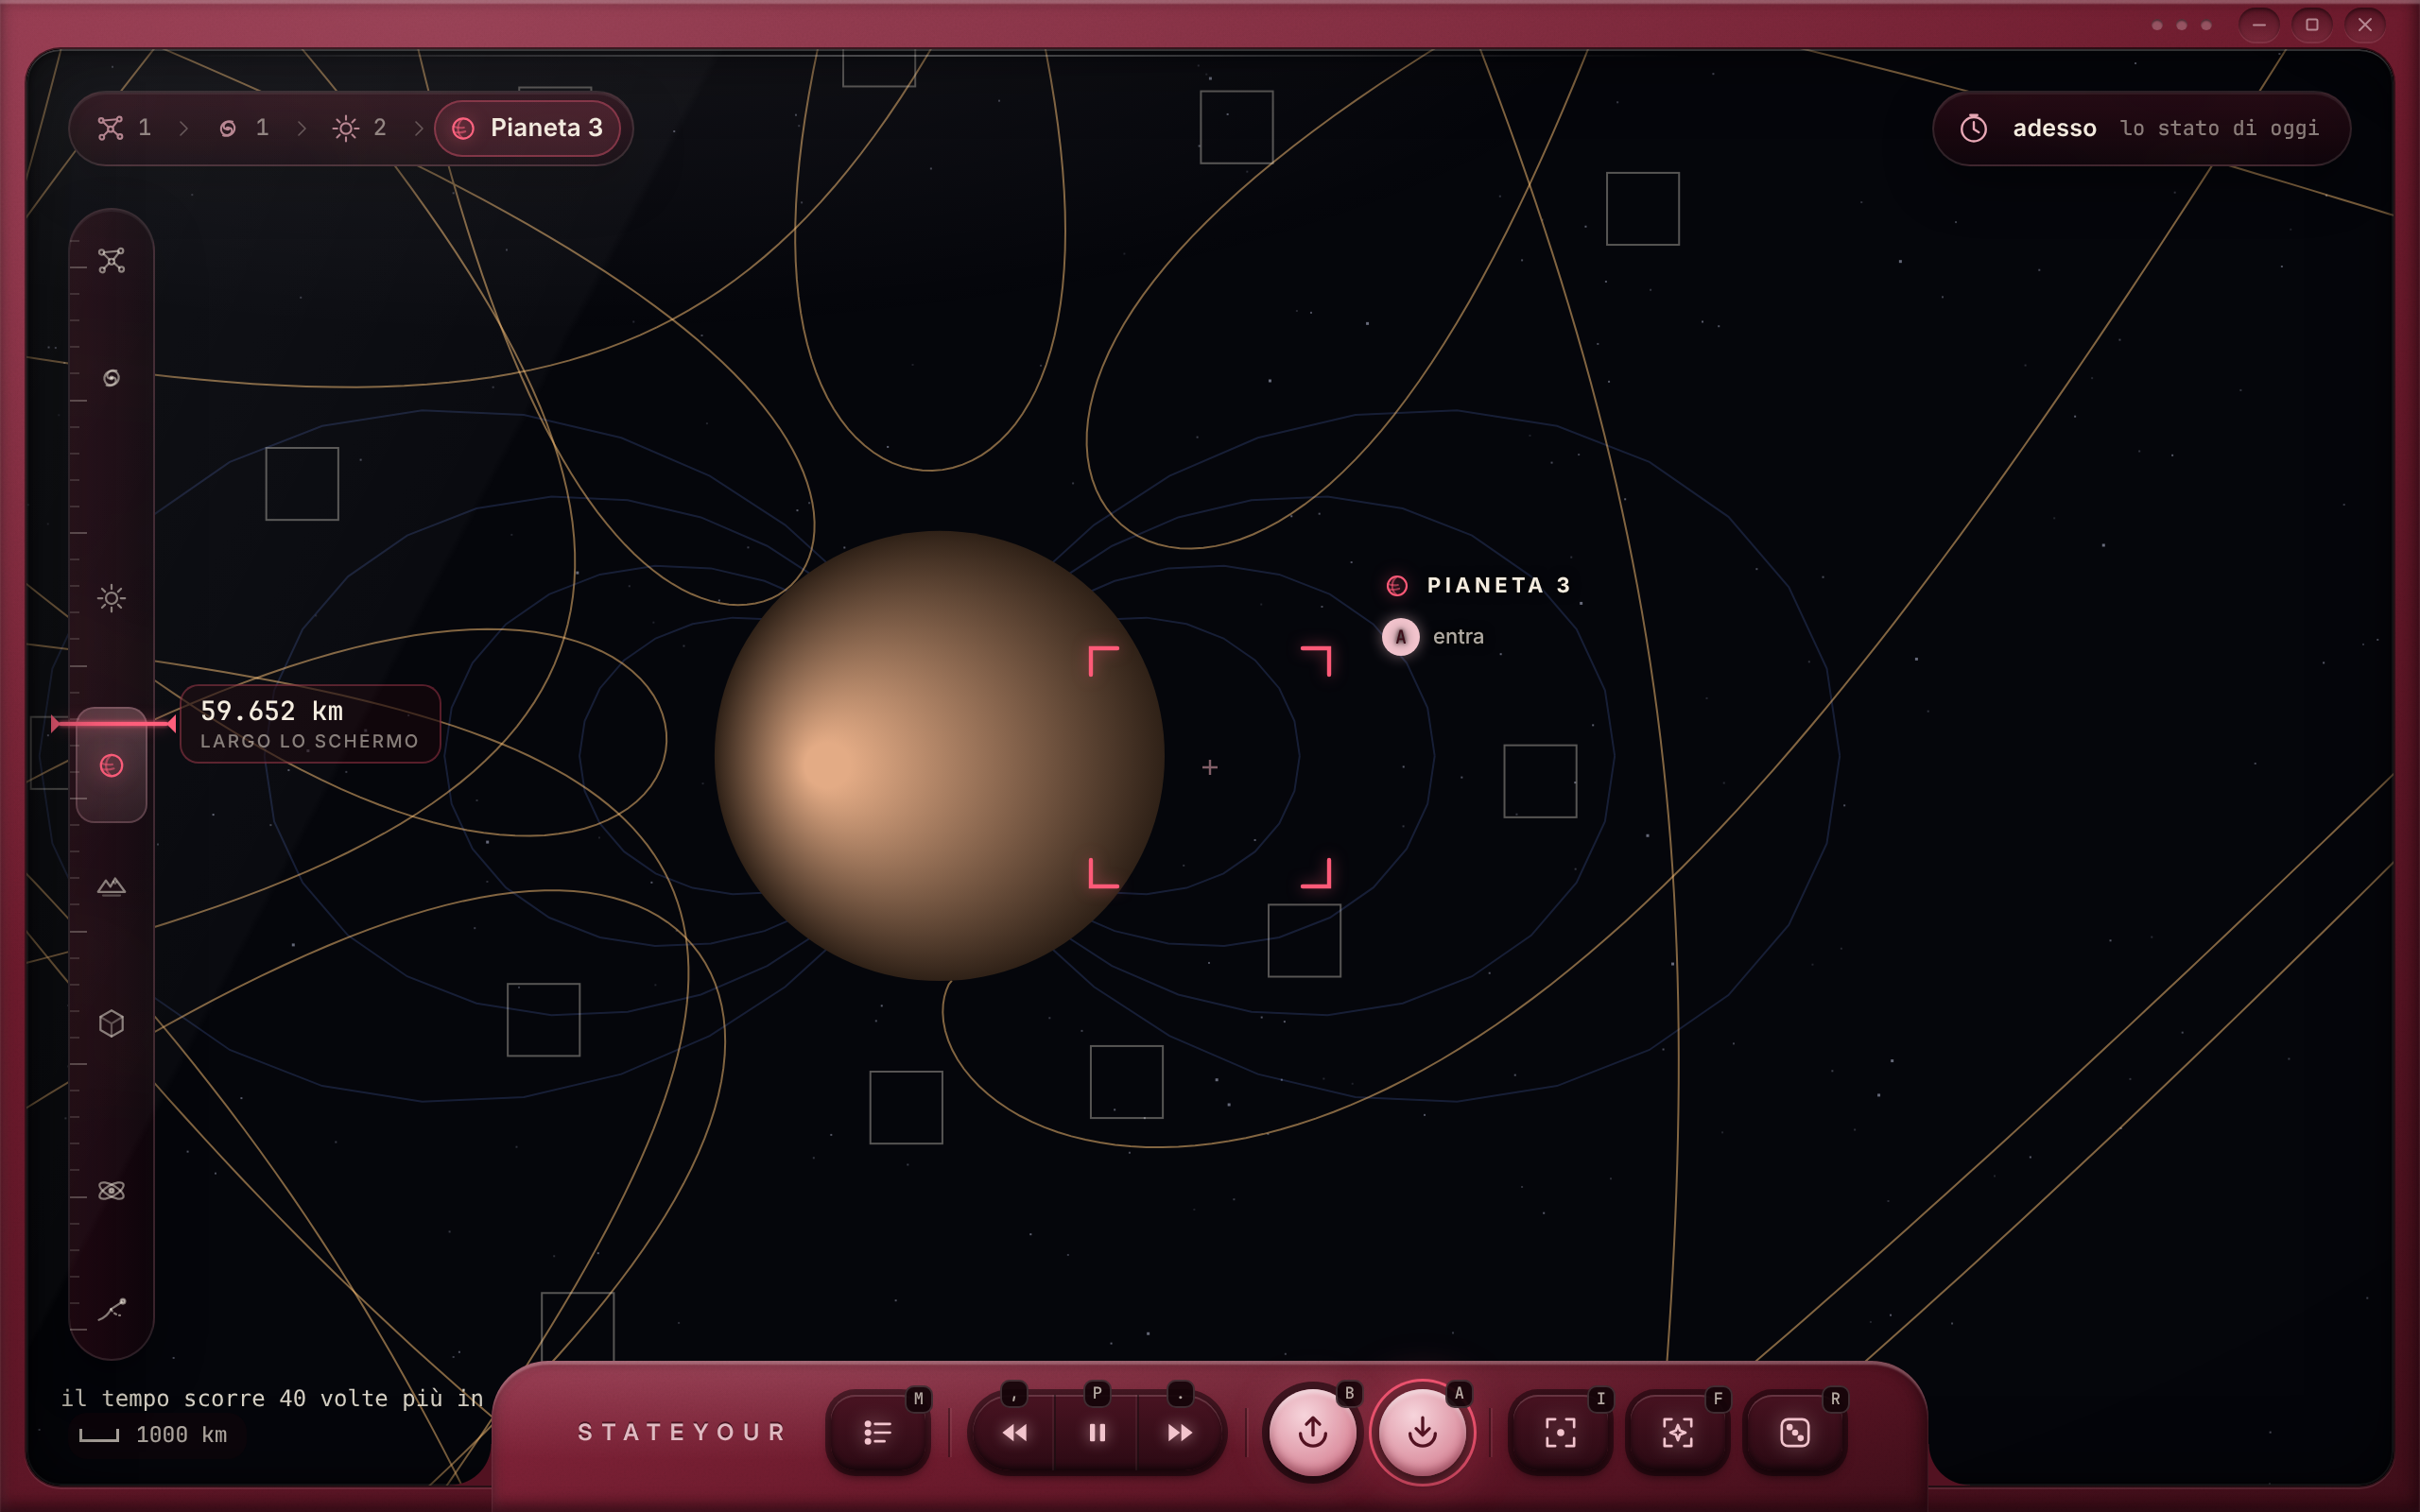 1 1 2 Pianeta 3
adesso lo stato di oggi
PIANETA 3
A entra
59.652 km
LARGO LO SCHERMO
il tempo scorre 40 volte più in
1000 km
STATEYOUR
M , P . B A I F R